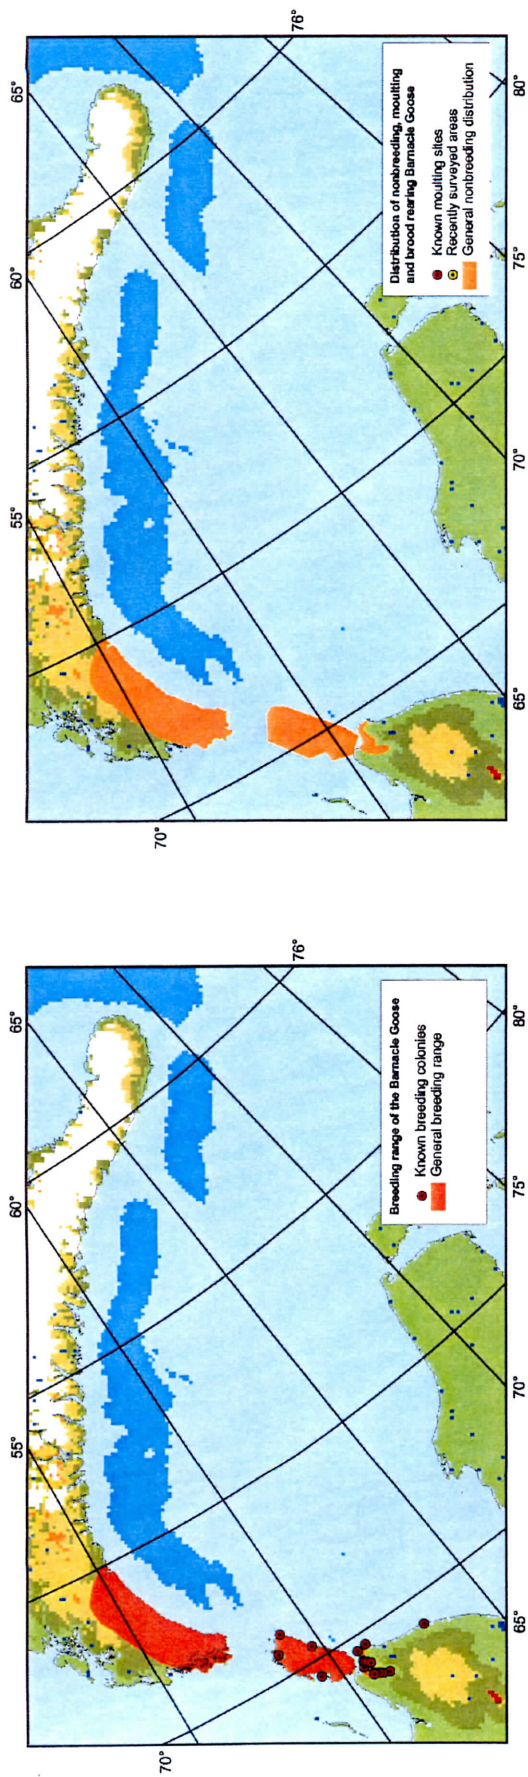 55°
60°
65°
70°
76°
65°
70°
75°
80°
Breeding range of the Barnacle Goose
Known breeding colonies
General breeding range
55°
60°
65°
70°
76°
65°
70°
75°
80°
Distribution of nonbreeding, moulting
and brood rearing Barnacle Goose
Known moulting sites
Recently surveyed areas
General nonbreeding distribution